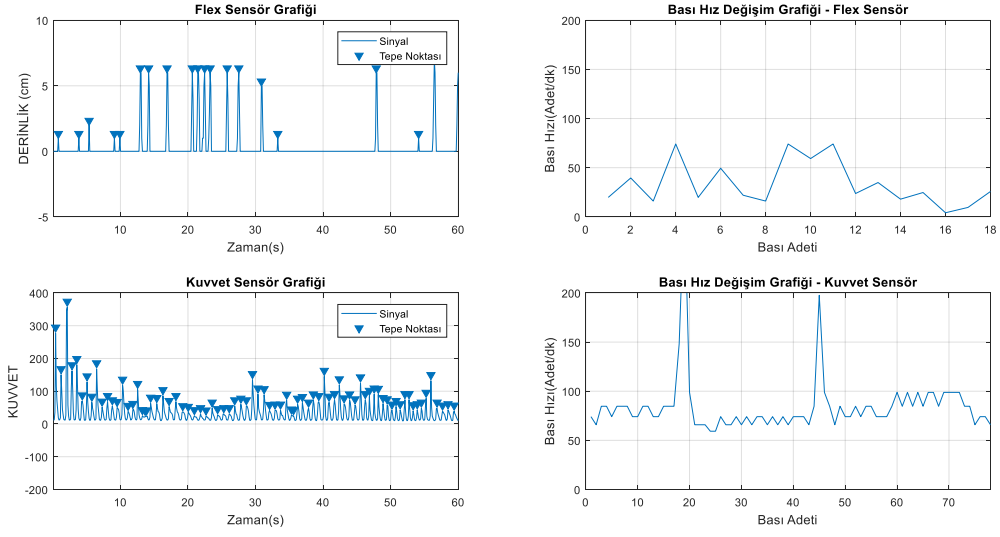 Flex Sensör Grafiği
10
5
0
-5
DERİNLİK (cm)
Sinyal
Tepe Noktası
10 20 30 40 50 60
Zaman(s)
Bası Hız Değişim Grafiği - Flex Sensör
200
150
100
50
0
Bası Hızı(Adet/dk)
0 2 4 6 8 10 12 14 16 18
Bası Adeti
Kuvvet Sensör Grafiği
400
300
200
100
0
-100
-200
KUVVET
Sinyal
Tepe Noktası
10 20 30 40 50 60
Zaman(s)
Bası Hız Değişim Grafiği - Kuvvet Sensör
200
150
100
50
0
Bası Hızı(Adet/dk)
0 10 20 30 40 50 60 70
Bası Adeti